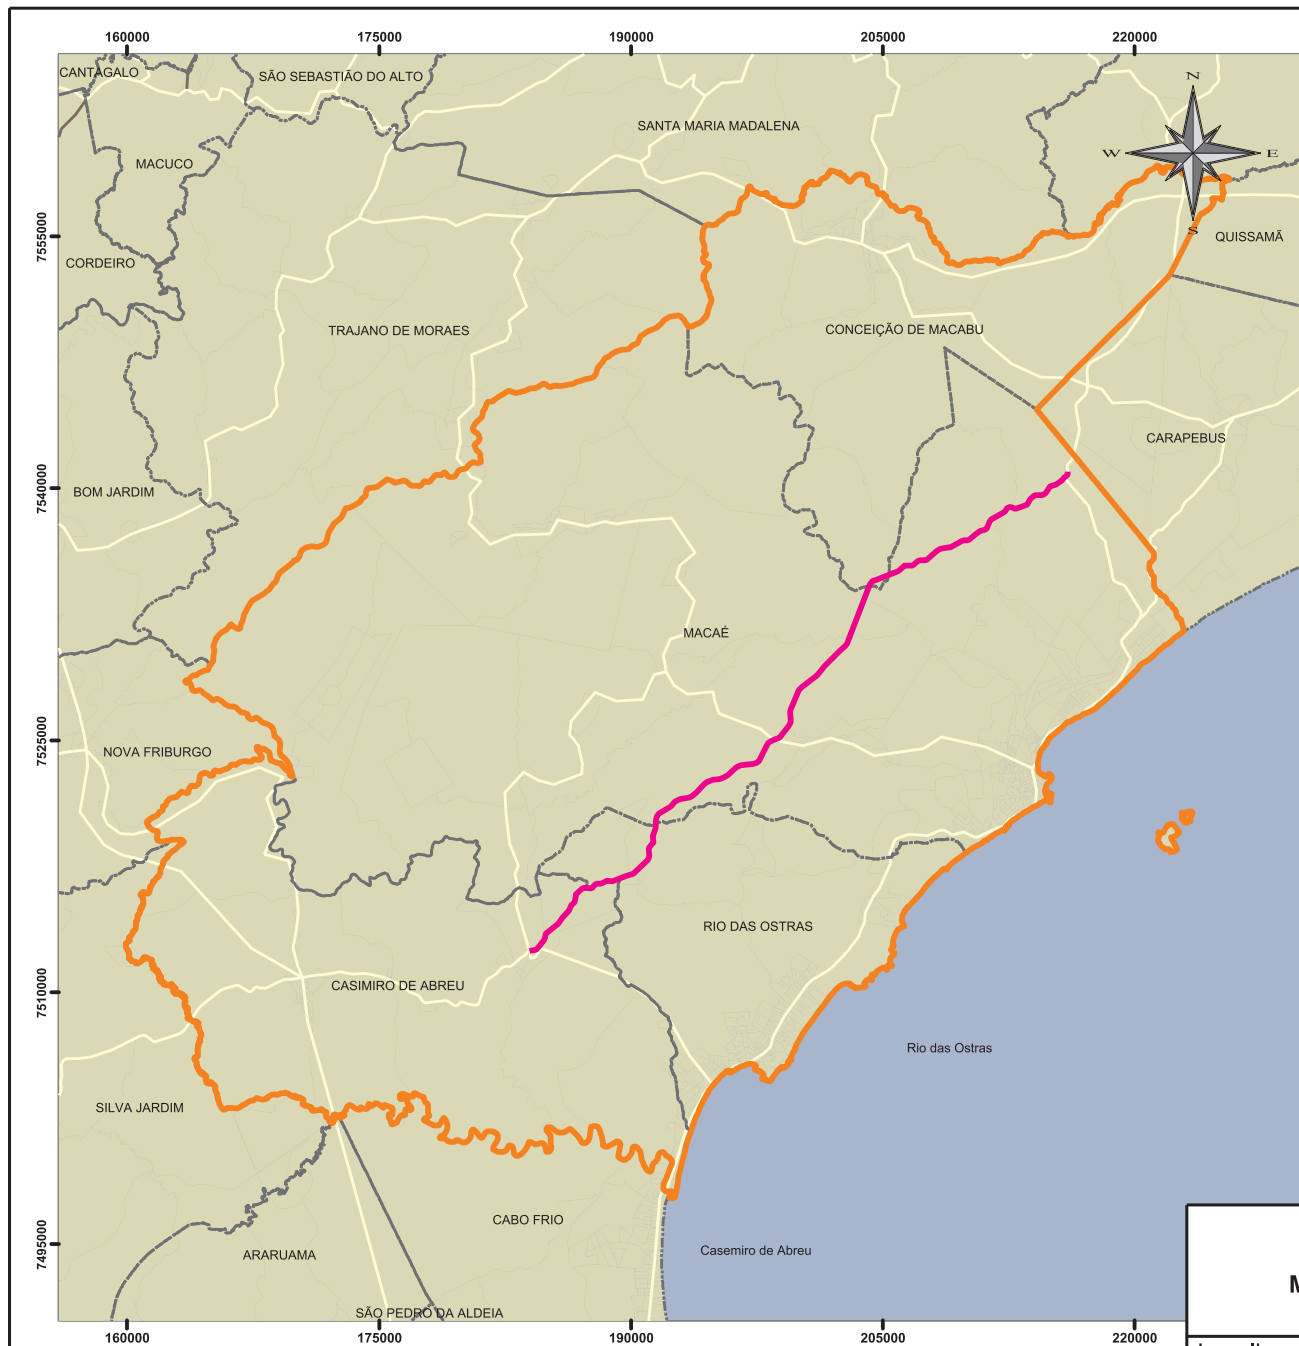 160000 175000 190000 205000 220000
CANTAGALO
SÃO SEBASTIÃO DO ALTO
N
SANTA MARIA MADALENA
W E
MACUCO
S
QUISSAMÃ
7555000
CORDEIRO
TRAJANO DE MORAES
CONCEIÇÃO DE MACABU
CARAPEBUS
7540000
BOM JARDIM
MACAÉ
7525000
NOVA FRIBURGO
RIO DAS OSTRAS
7510000
CASIMIRO DE ABREU
Rio das Ostras
SILVA JARDIM
CABO FRIO
7495000
ARARUAMA
Casemiro de Abreu
M
SÃO PEDRO DA ALDEIA
160000 175000 190000 205000 220000